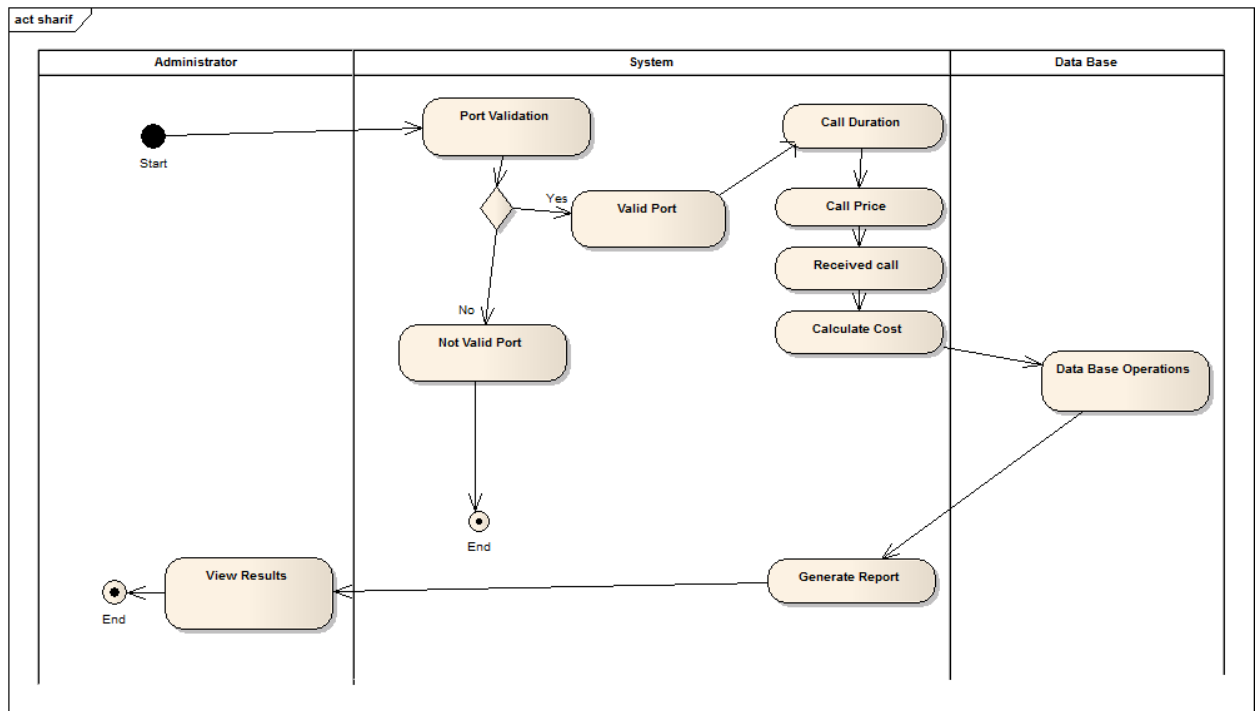 act sharif
Administrator
System
Data Base
Start
Port Validation
Call Duration
Yes
Valid Port
Call Price
Received call
No
Not Valid Port
Calculate Cost
Data Base Operations
End
View Results
Generate Report
End